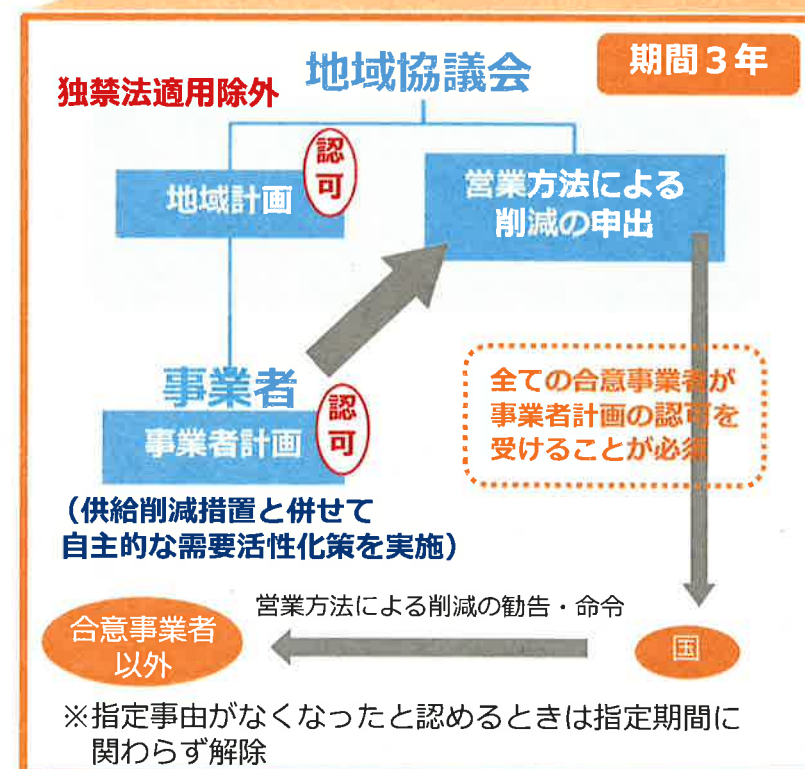 独禁法適用除外
地域協議会
期間3年
認
可
地域計画
営業方法による
削減の申出
事業者
認
可
事業者計画
全ての合意事業者が
事業者計画の認可を
受けることが必須
（供給削減措置と併せて
自主的な需要活性化策を実施）
営業方法による削減の勧告・命令
合意事業者
以外
国
※指定事由がなくなったと認めるときは指定期間に
関わらず解除